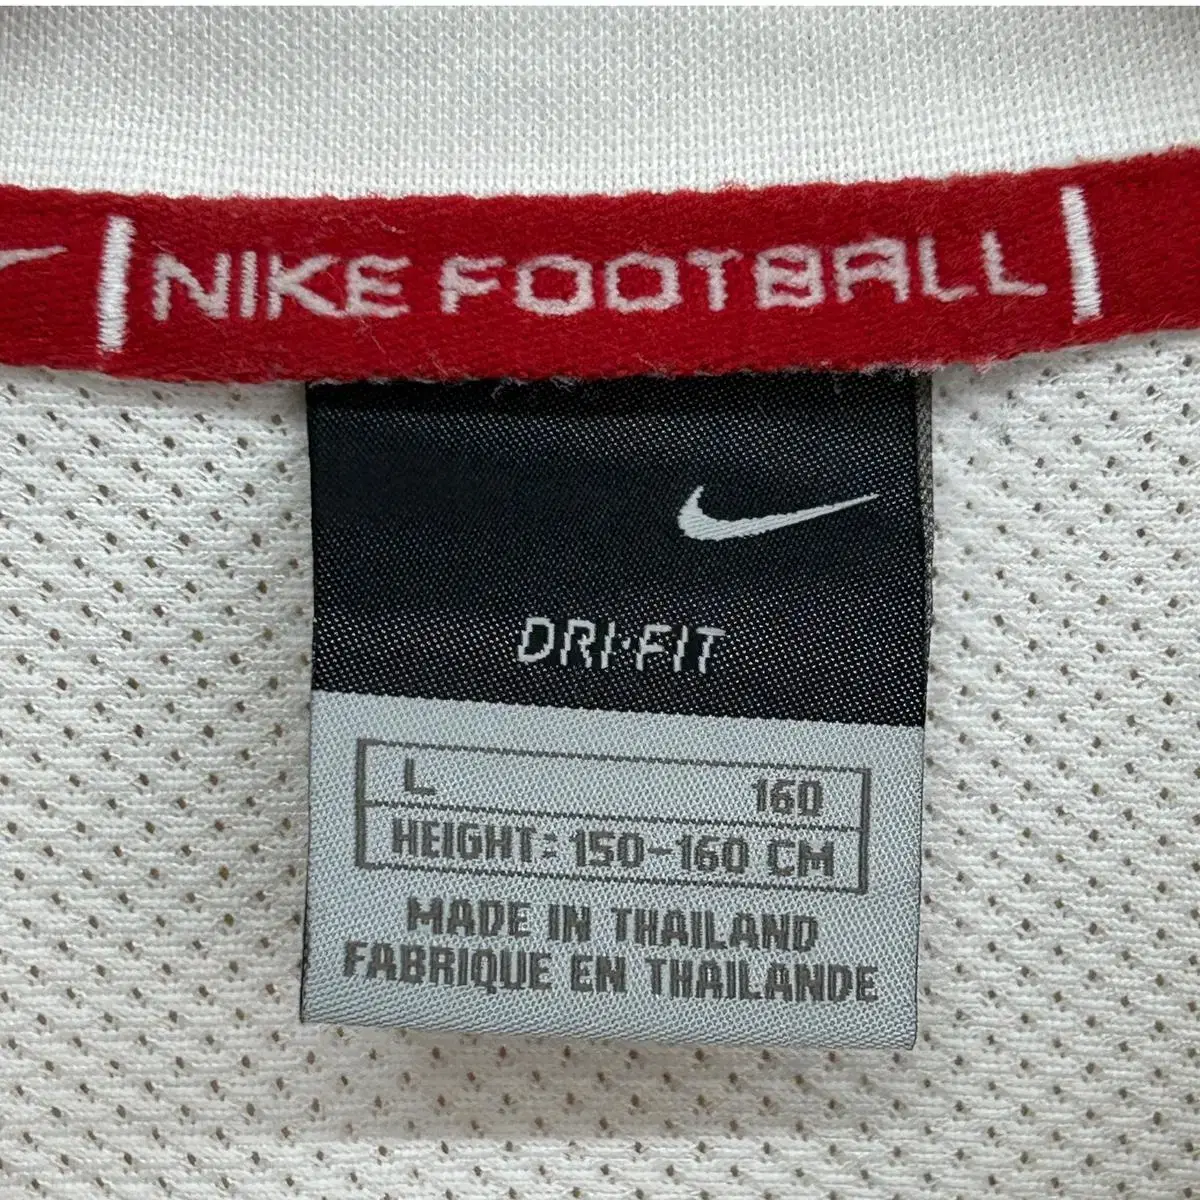 NIKE FOOTBALL
DRI-FIT
L 160
HEIGHT: 150-160 CM
MADE IN THAILAND
FABRIQUE EN THAILANDE